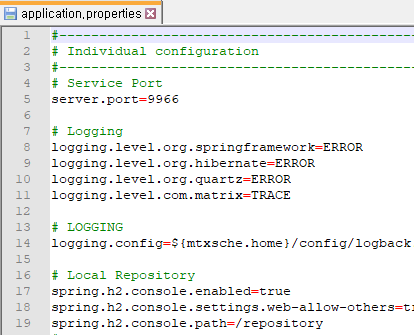 application.properties
1 #----------------------------------------
2 # Individual configuration
3 #----------------------------------------
4 # Service Port
5 server.port=9966
6
7 # Logging
8 logging.level.org.springframework=ERROR
9 logging.level.org.hibernate=ERROR
10 logging.level.org.quartz=ERROR
11 logging.level.com.matrix=TRACE
12
13 # LOGGING
14 logging.config=${mtxsche.home}/config/logback
15
16 # Local Repository
17 spring.h2.console.enabled=true
18 spring.h2.console.settings.web-allow-others=t
19 spring.h2.console.path=/repository